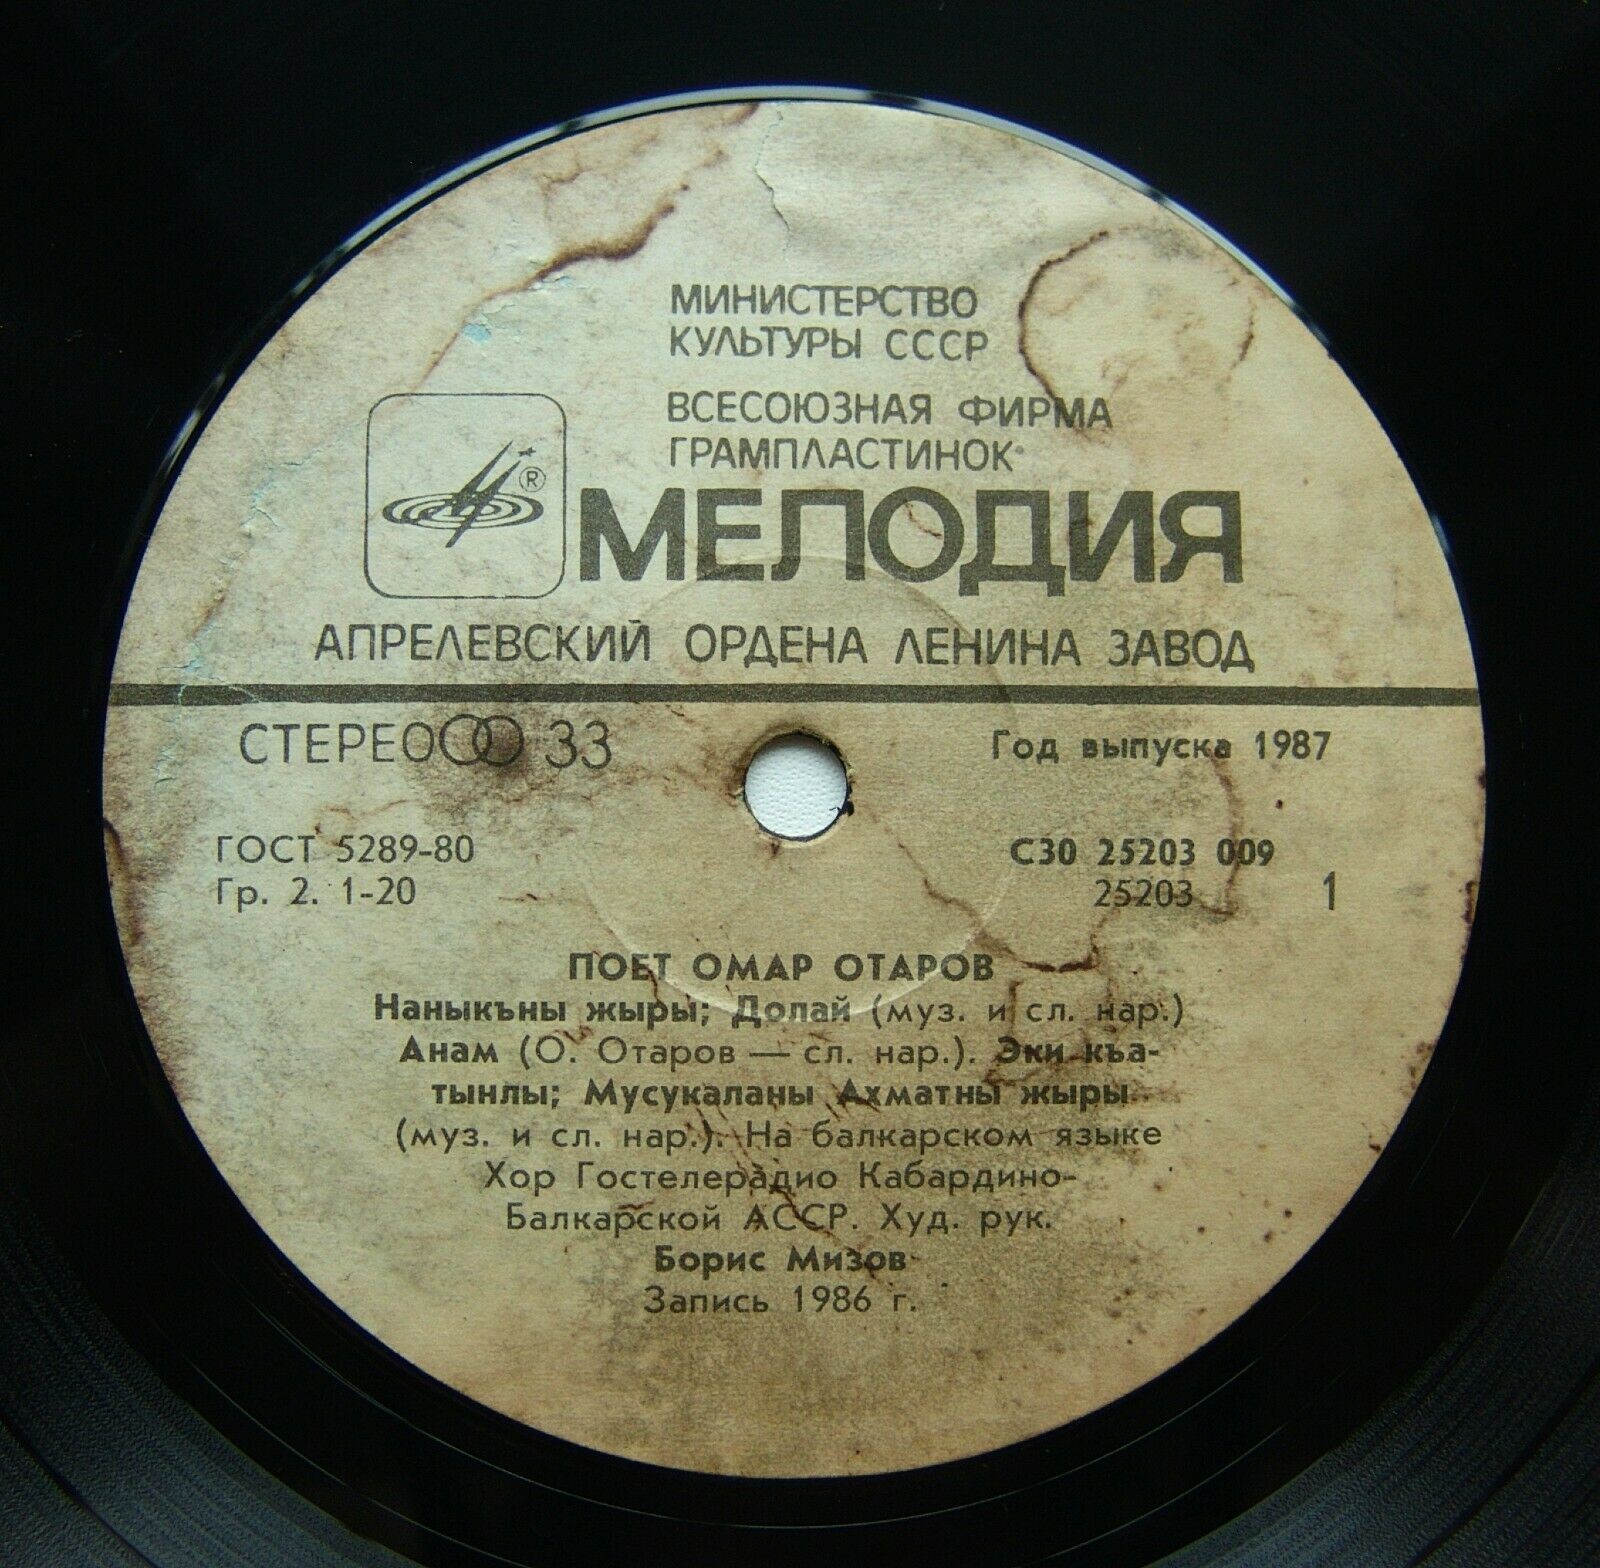 МИНИСТЕРСТВО
КУЛЬТУРЫ СССР
ВСЕСОЮЗНАЯ ФИРМА
ГРАМПЛАСТИНОК
®
МЕЛОДИЯ
АПРЕЛЕВСКИЙ ОРДЕНА ЛЕНИНА ЗАВОД
СТЕРЕО 33
Год выпуска 1987
ГОСТ 5289-80
Гр. 2. 1-20
С30 25203 009
25203
1
ПОЕТ ОМАР ОТАРОВ
Наныкъны жыры; Долай (муз. и сл. нар.)
Анам (О. Отаров — сл. нар.). Эки къа-
тынлы; Мусукаланы Ахматны жыры
(муз. и сл. нар.). На балкарском языке
Хор Гостелерадио Кабардино-
Балкарской АССР. Худ. рук.
Борис Мизов
Запись 1986 г.